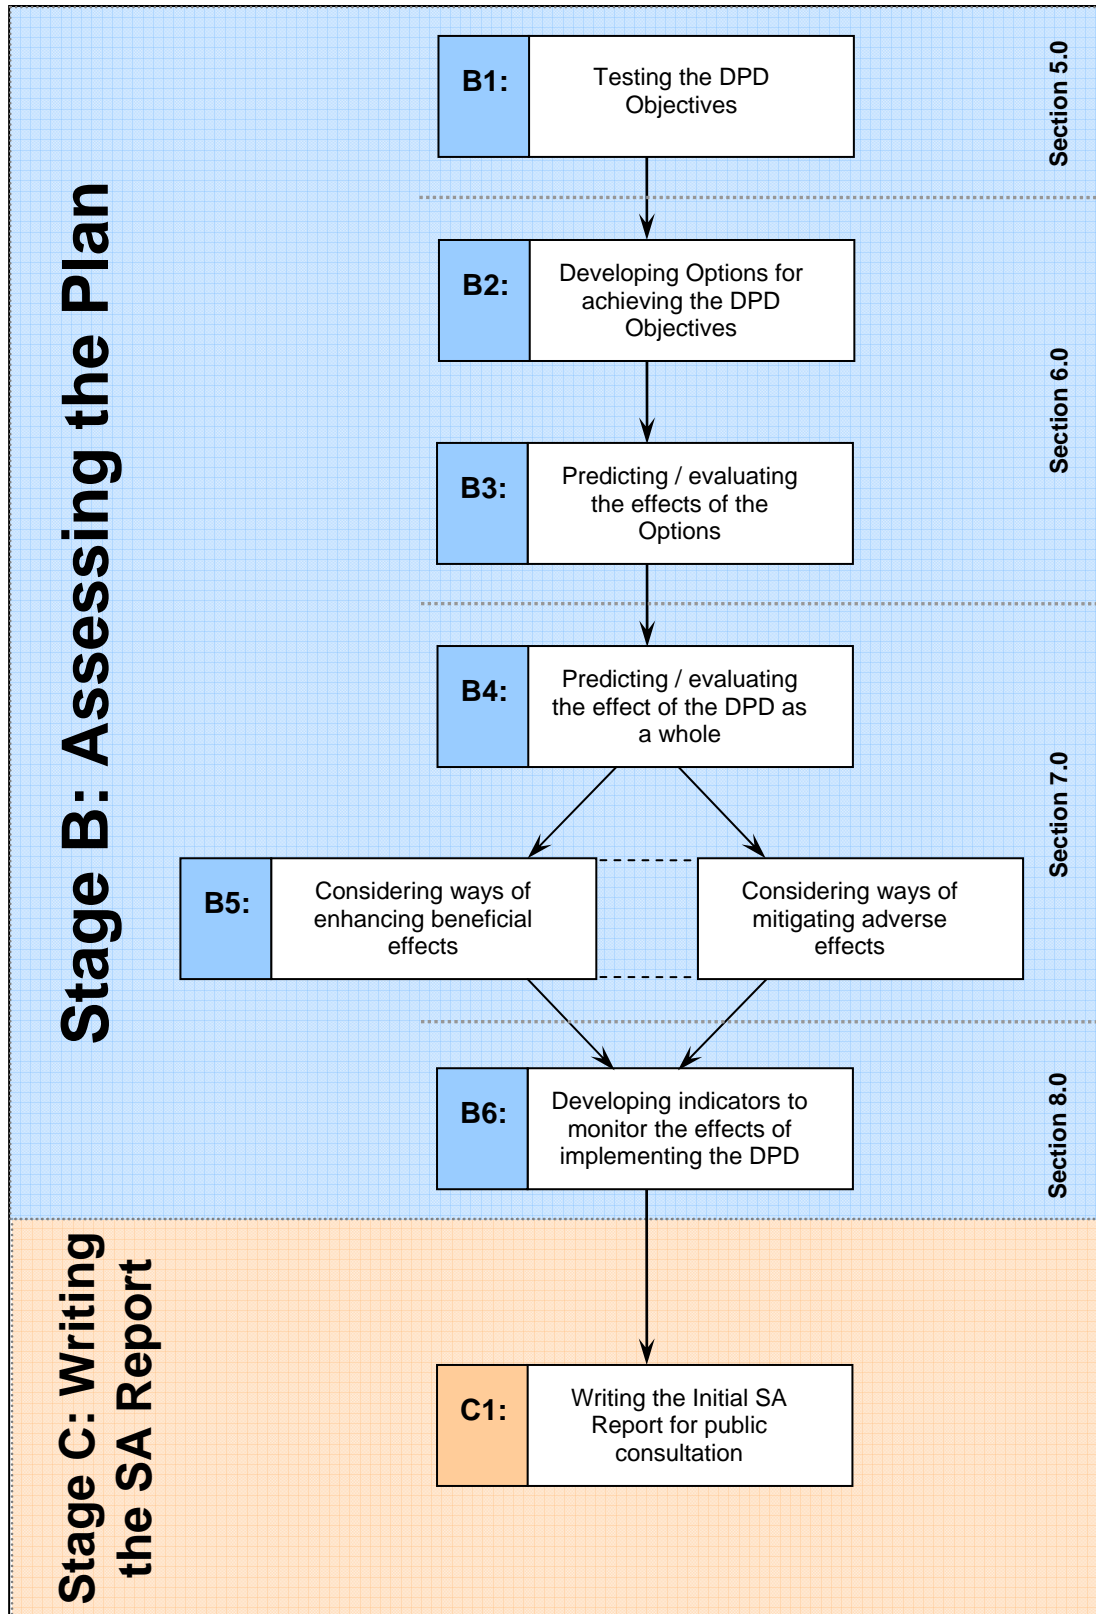 Stage B: Assessing the Plan
B1:
Testing the DPD
Objectives
Section 5.0
B2:
Developing Options for
achieving the DPD
Objectives
Section 6.0
B3:
Predicting / evaluating
the effects of the
Options
B4:
Predicting / evaluating
the effect of the DPD as
a whole
Section 7.0
B5:
Considering ways of
enhancing beneficial
effects
Considering ways of
mitigating adverse
effects
B6:
Developing indicators to
monitor the effects of
implementing the DPD
Section 8.0
Stage C: Writing
the SA Report
C1:
Writing the Initial SA
Report for public
consultation